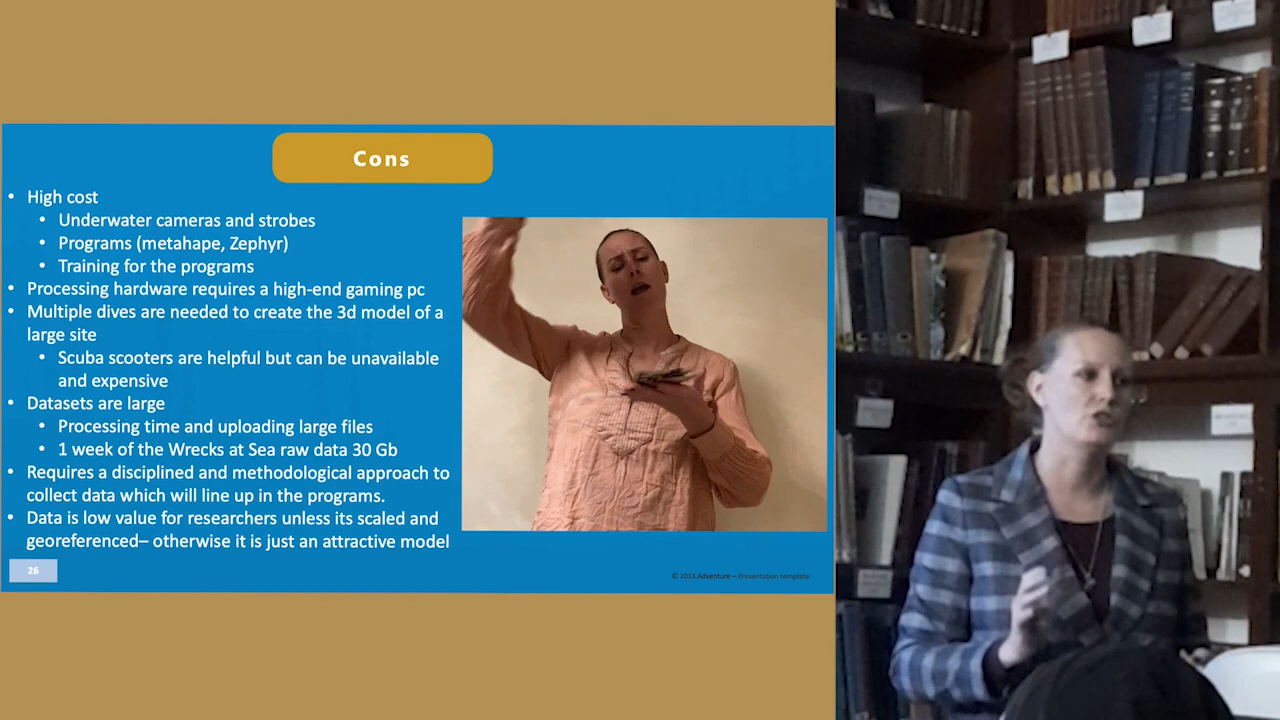 Cons
• High cost
• Underwater cameras and strobes
• Programs (metahape, Zephyr)
• Training for the programs
• Processing hardware requires a high-end gaming pc
• Multiple dives are needed to create the 3d model of a
large site
• Scuba scooters are helpful but can be unavailable
and expensive
• Datasets are large
• Processing time and uploading large files
• 1 week of the Wrecks at Sea raw data 30 Gb
• Requires a disciplined and methodological approach to
collect data which will line up in the programs.
• Data is low value for researchers unless its scaled and
georeferenced– otherwise it is just an attractive model
26
© 2018 Adventure – Presentation template